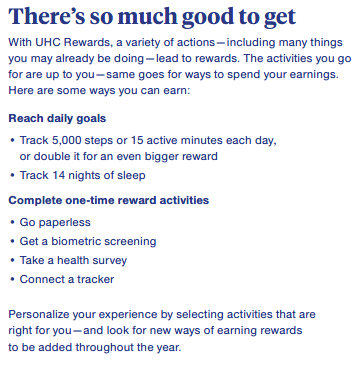 There's so much good to get
With UHC Rewards, a variety of actions—including many things
you may already be doing—lead to rewards. The activities you go
for are up to you—same goes for ways to spend your earnings.
Here are some ways you can earn:
Reach daily goals
• Track 5,000 steps or 15 active minutes each day,
or double it for an even bigger reward
• Track 14 nights of sleep
Complete one-time reward activities
• Go paperless
• Get a biometric screening
• Take a health survey
• Connect a tracker
Personalize your experience by selecting activities that are
right for you—and look for new ways of earning rewards
to be added throughout the year.